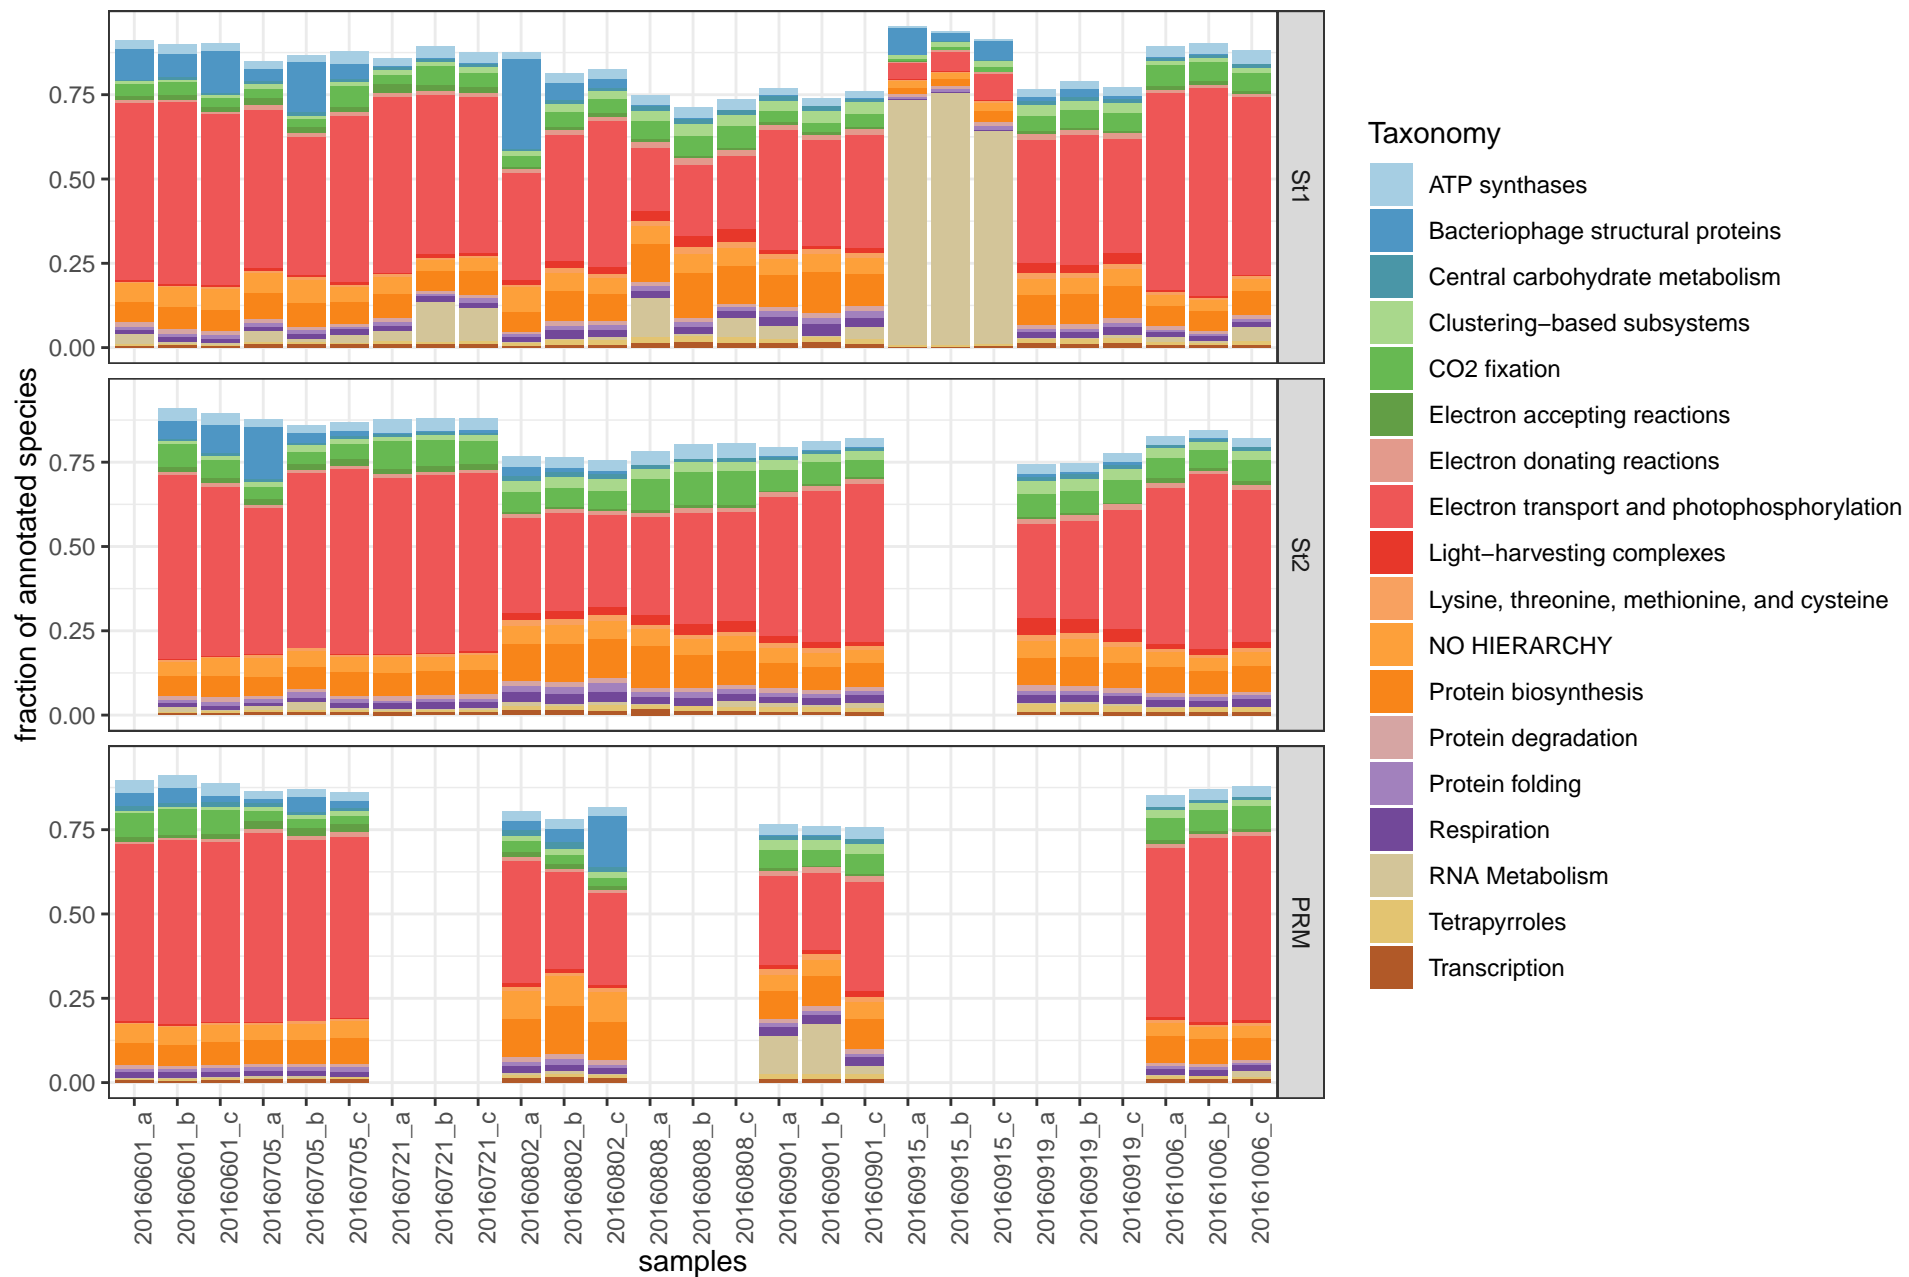 fraction of annotated species
0.75
0.50
0.25
0.00
St1
0.75
0.50
0.25
0.00
St2
0.75
0.50
0.25
0.00
PRM
20160601_a
20160601_b
20160601_c
20160705_a
20160705_b
20160705_c
20160721_a
20160721_b
20160721_c
20160802_a
20160802_b
20160802_c
20160808_a
20160808_b
20160808_c
20160901_a
20160901_b
20160901_c
20160915_a
20160915_b
20160915_c
20160919_a
20160919_b
20160919_c
20161006_a
20161006_b
20161006_c
samples
Taxonomy
ATP synthases
Bacteriophage structural proteins
Central carbohydrate metabolism
Clustering−based subsystems
CO2 fixation
Electron accepting reactions
Electron donating reactions
Electron transport and photophosphorylation
Light−harvesting complexes
Lysine, threonine, methionine, and cysteine
NO HIERARCHY
Protein biosynthesis
Protein degradation
Protein folding
Respiration
RNA Metabolism
Tetrapyrroles
Transcription